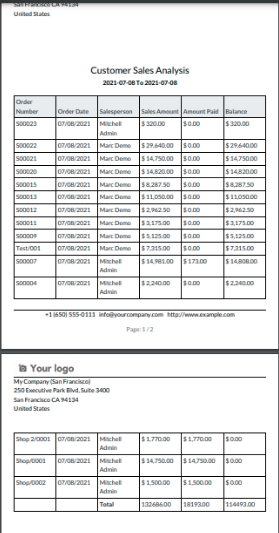 San Francisco CA 94134
United States
Customer Sales Analysis
2021-07-08 To 2021-07-08
Order Number Order Date Salesperson Sales Amount Amount Paid Balance
S00023 07/08/2021 Mitchell Admin $ 320.00 $ 0.00 $ 320.00
S00022 07/08/2021 Marc Demo $ 29,640.00 $ 0.00 $ 29,640.00
S00021 07/08/2021 Marc Demo $ 14,750.00 $ 0.00 $ 14,750.00
S00020 07/08/2021 Marc Demo $ 14,820.00 $ 0.00 $ 14,820.00
S00015 07/08/2021 Marc Demo $ 8,287.50 $ 0.00 $ 8,287.50
S00013 07/08/2021 Marc Demo $ 11,050.00 $ 0.00 $ 11,050.00
S00012 07/08/2021 Marc Demo $ 2,962.50 $ 0.00 $ 2,962.50
S00011 07/08/2021 Marc Demo $ 3,175.00 $ 0.00 $ 3,175.00
S00009 07/08/2021 Marc Demo $ 5,125.00 $ 0.00 $ 5,125.00
Test/001 07/08/2021 Marc Demo $ 7,315.00 $ 0.00 $ 7,315.00
S00007 07/08/2021 Mitchell Admin $ 14,981.00 $ 173.00 $ 14,808.00
S00004 07/08/2021 Mitchell Admin $ 2,240.00 $ 0.00 $ 2,240.00
+1 (650) 555-0111 info@yourcompany.com http://www.example.com
Page: 1 / 2
Your logo
My Company (San Francisco)
250 Executive Park Blvd, Suite 3400
San Francisco CA 94134
United States
Shop 2/0001 07/08/2021 Mitchell Admin $ 1,770.00 $ 1,770.00 $ 0.00
Shop/0001 07/08/2021 Mitchell Admin $ 14,750.00 $ 14,750.00 $ 0.00
Shop/0002 07/08/2021 Mitchell Admin $ 1,500.00 $ 1,500.00 $ 0.00
Total 132686.00 18193.00 114493.00